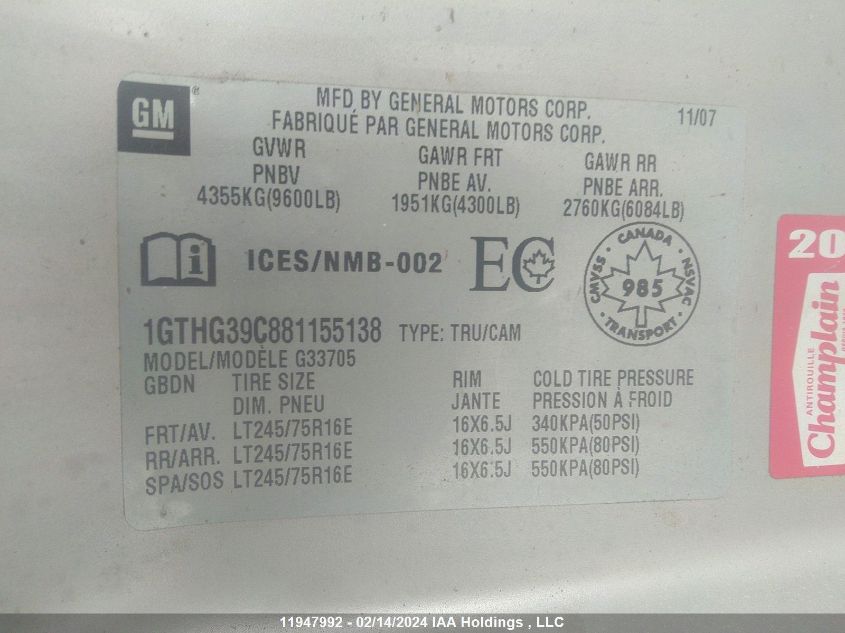 GM®
MFD BY GENERAL MOTORS CORP.
11/07
FABRIQUÉ PAR GENERAL MOTORS CORP.
GVWR GAWR FRT GAWR RR
PNBV PNBE AV. PNBE ARR.
4355KG(9600LB) 1951KG(4300LB) 2760KG(6084LB)
i ICES/NMB-002 EC
CANADA
CMVSS 985 NSVAC
TRANSPORT
1GTHG39C881155138 TYPE: TRU/CAM
MODEL/MODÈLE G33705
GBDN TIRE SIZE RIM COLD TIRE PRESSURE
DIM. PNEU JANTE PRESSION À FROID
FRT/AV. LT245/75R16E 16X6.5J 340KPA(50PSI)
RR/ARR. LT245/75R16E 16X6.5J 550KPA(80PSI)
SPA/SOS LT245/75R16E 16X6.5J 550KPA(80PSI)
20
ANTIROUILLE
Champlain
DEPUIS
11947992 - 02/14/2024 IAA Holdings , LLC